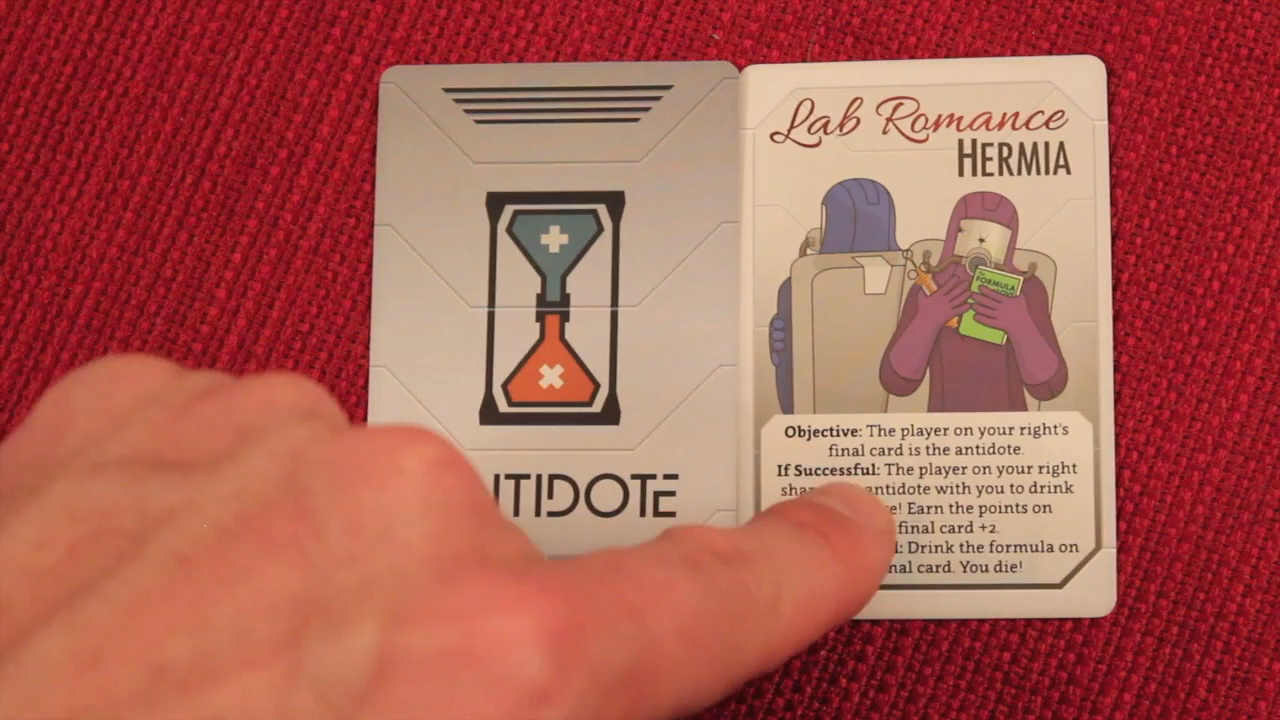 Lab Romance
HERMIA
THE FORMULA
Objective: The player on your right's
final card is the antidote.
If Successful: The player on your right
antidote with you to drink
Earn the points on
final card +2.
Drink the formula on
card. You die!